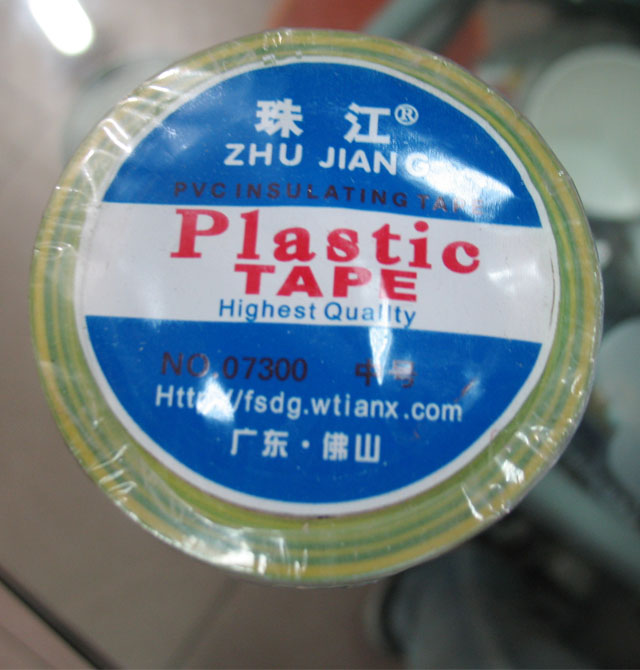 珠 江®
ZHU JIANG
PVC INSULATING TAPE
Plastic
TAPE
Highest Quality
NO.07300 中号
Http://fsdg.wtianx.com
广东·佛山